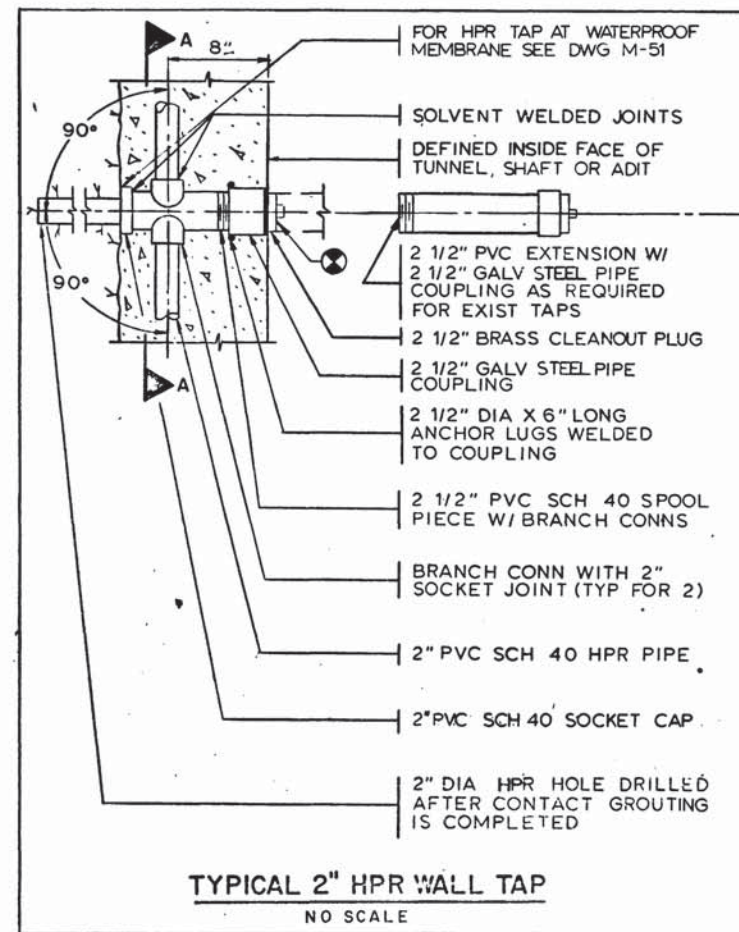 A
8"
FOR HPR TAP AT WATERPROOF
MEMBRANE SEE DWG M-51
90°
SOLVENT WELDED JOINTS
DEFINED INSIDE FACE OF
TUNNEL, SHAFT OR ADIT
90°
2 1/2" PVC EXTENSION W/
2 1/2" GALV STEEL PIPE
COUPLING AS REQUIRED
FOR EXIST TAPS
2 1/2" BRASS CLEANOUT PLUG
2 1/2" GALV STEEL PIPE
COUPLING
A
2 1/2" DIA X 6" LONG
ANCHOR LUGS WELDED
TO COUPLING
2 1/2" PVC SCH 40 SPOOL
PIECE W/ BRANCH CONNS
BRANCH CONN WITH 2"
SOCKET JOINT (TYP FOR 2)
2" PVC SCH 40 HPR PIPE
2" PVC SCH 40 SOCKET CAP
2" DIA HPR HOLE DRILLED
AFTER CONTACT GROUTING
IS COMPLETED
TYPICAL 2" HPR WALL TAP
NO SCALE